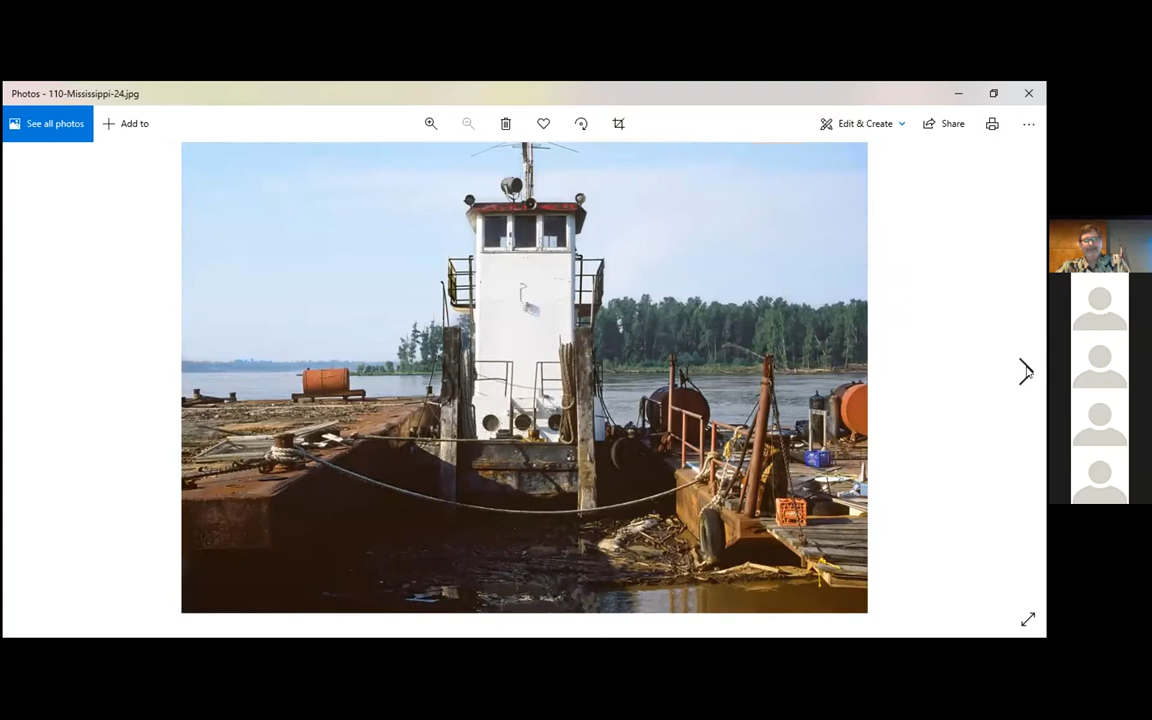 Photos - 110-Mississippi-24.jpg
See all photos
Add to
Edit & Create
Share